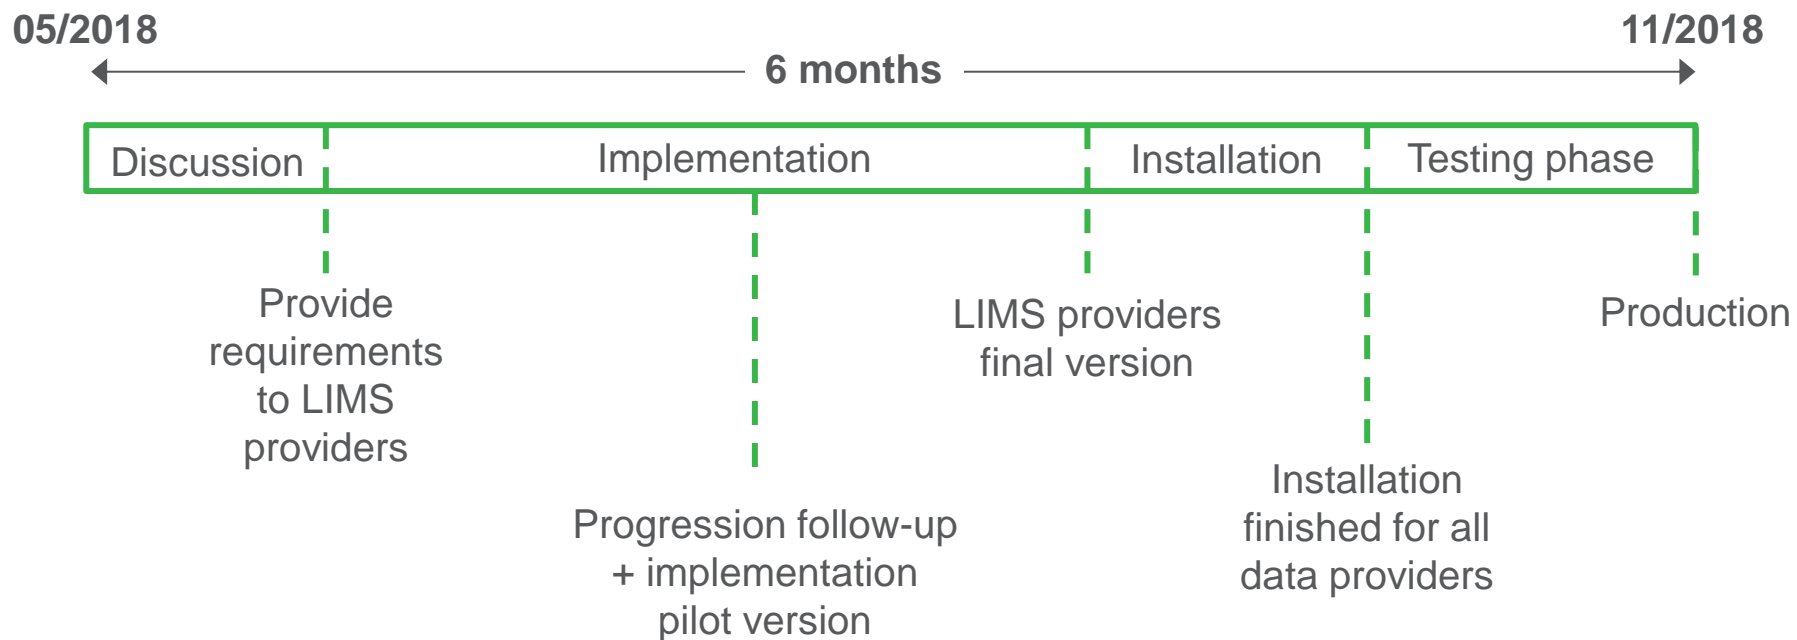 05/2018
11/2018
6 months
Discussion
Implementation
Installation
Testing phase
Provide
requirements
to LIMS
providers
Progression follow-up
+ implementation
pilot version
LIMS providers
final version
Installation
finished for all
data providers
Production